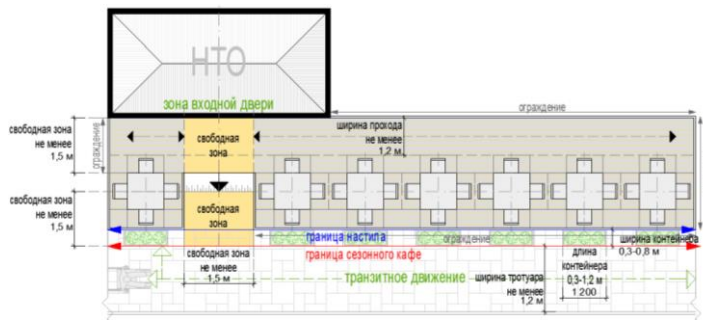 НТО
зона входной двери
ограждение
свободная зона
не менее
1,5 м
ограждение
свободная
зона
ширина прохода
не менее
1,2 м
свободная зона
не менее
1,5 м
свободная
зона
граница настила
ограждение
ширина контейнера
0,3-0,8 м
свободная зона
не менее
1,5 м
граница сезонного кафе
транзитное движение
ширина тротуара
не менее
1,2 м
длина
контейнера
0,3-1,2 м
1 200